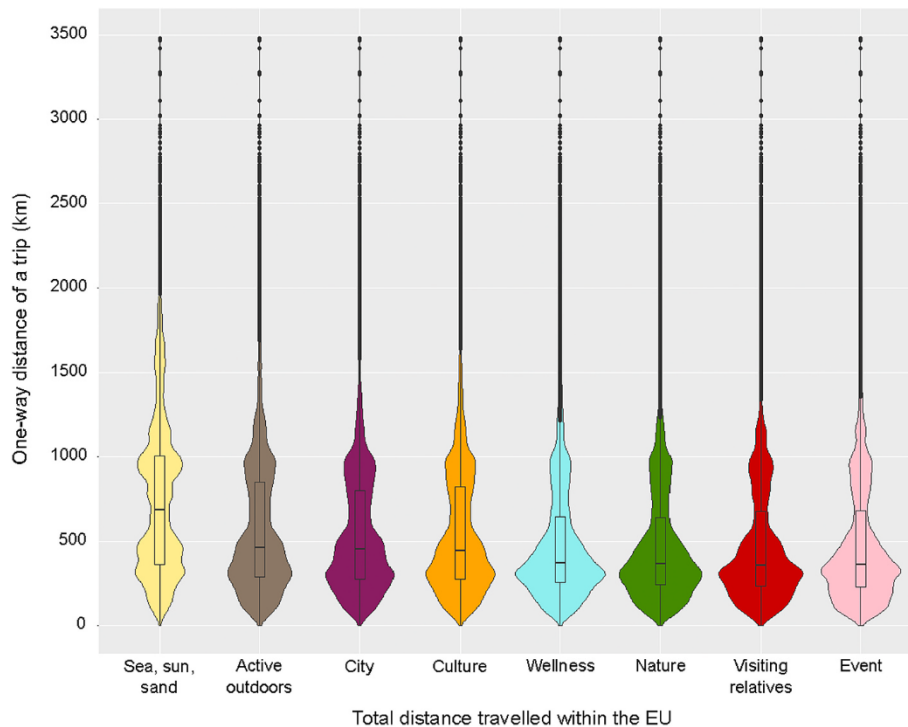 3500
3000
2500
2000
1500
1000
500
0
One-way distance of a trip (km)
Sea, sun,
sand
Active
outdoors
City
Culture
Wellness
Nature
Visiting
relatives
Event
Total distance travelled within the EU